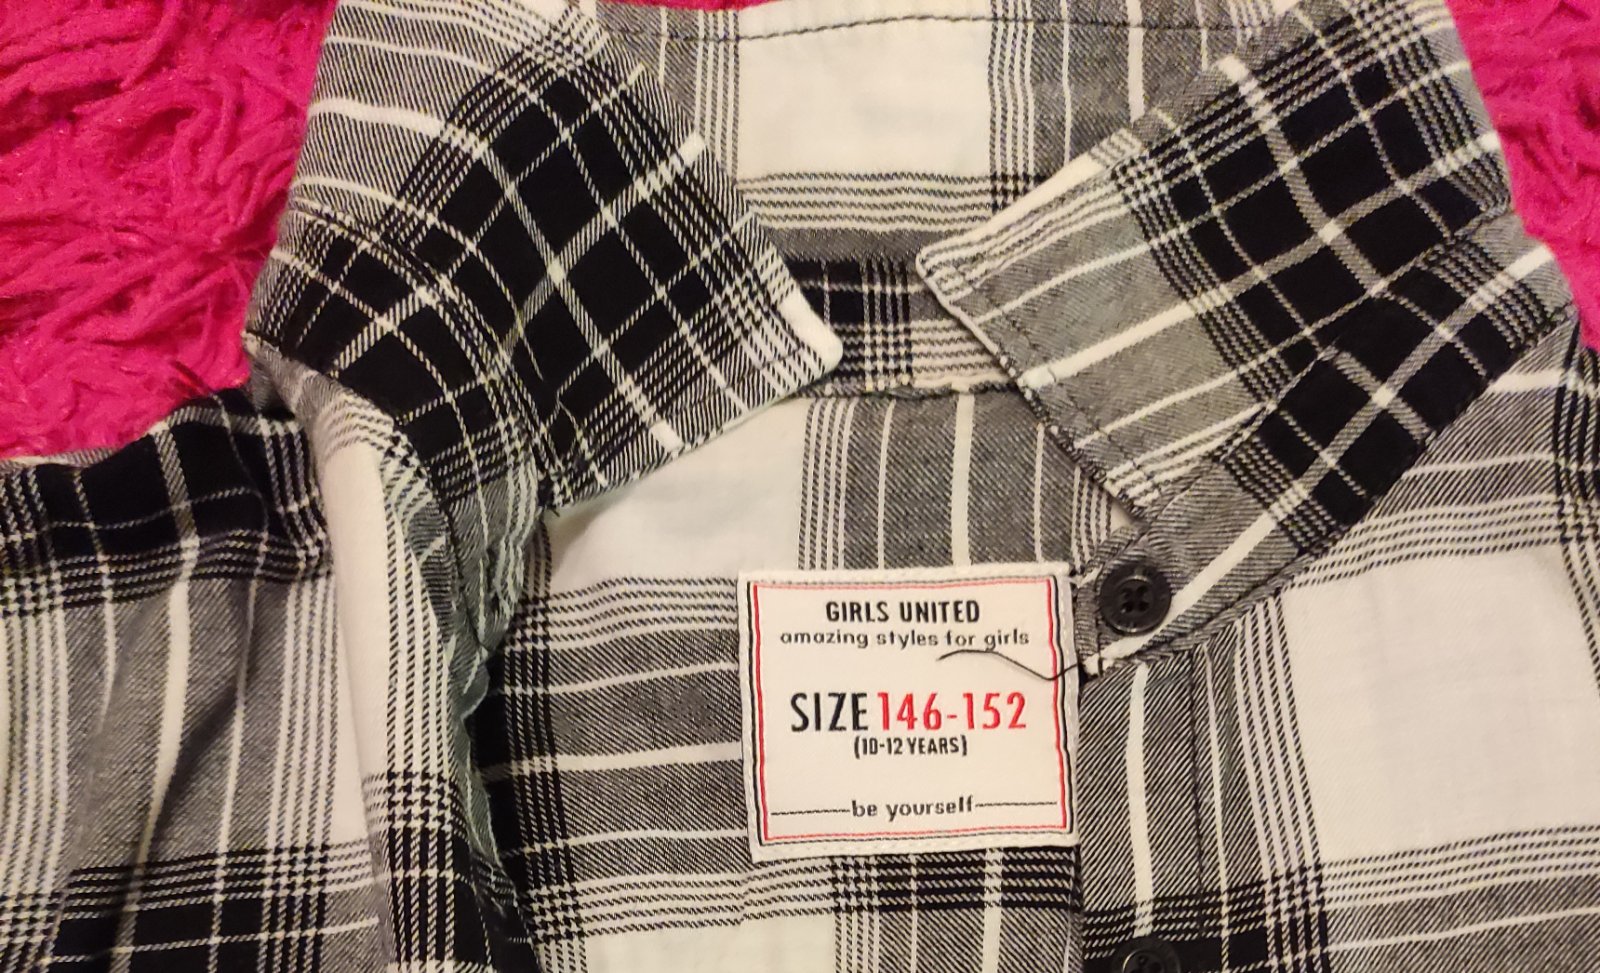 GIRLS UNITED
amazing styles for girls
SIZE 146-152
(10-12 YEARS)
be yourself